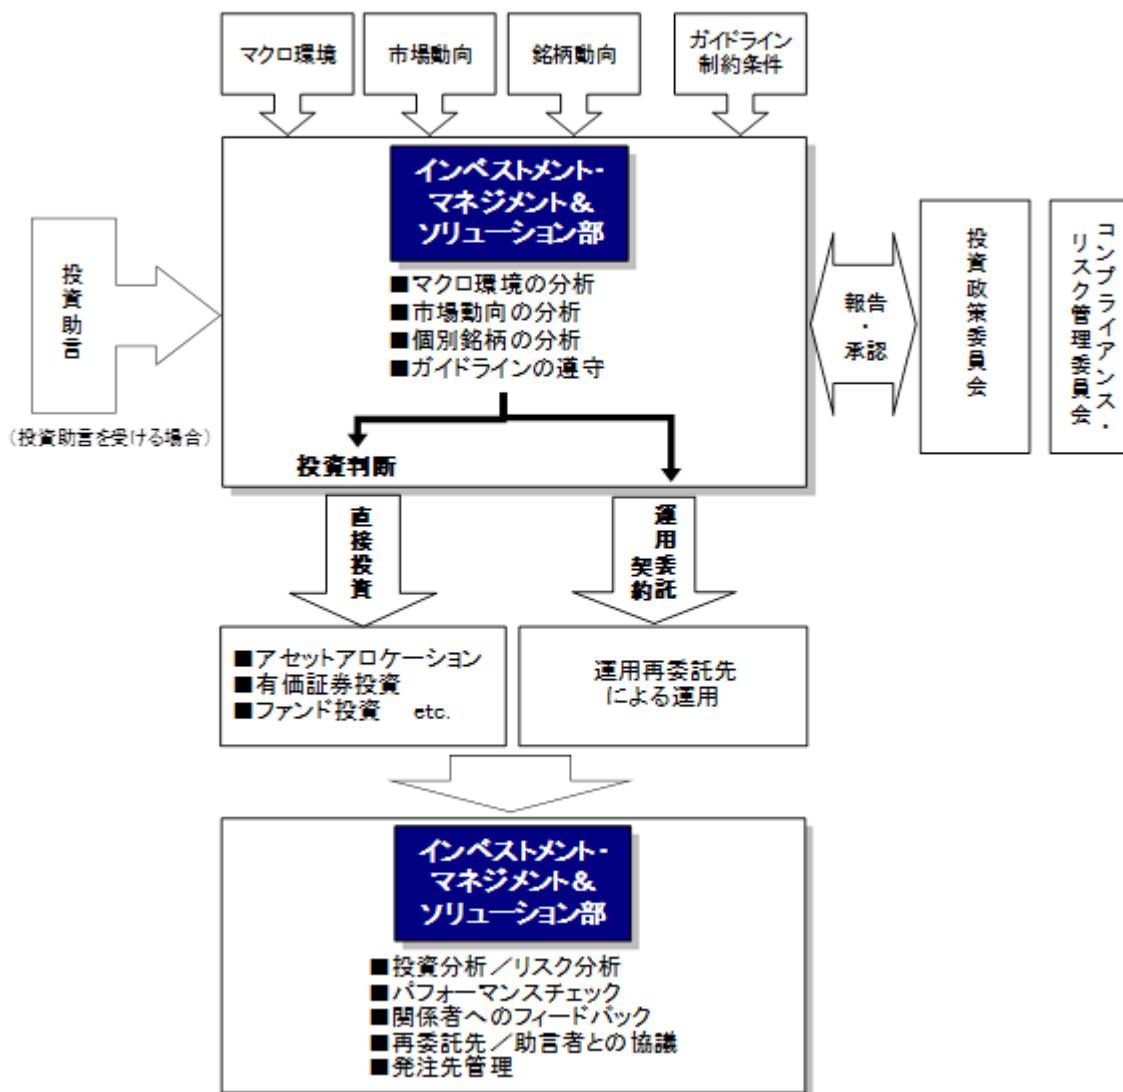 マクロ環境
市場動向
銘柄動向
ガイドライン
制約条件
インベストメント・
マネジメント&
ソリューション部
■マクロ環境の分析
■市場動向の分析
■個別銘柄の分析
■ガイドラインの遵守
投資助言
(投資助言を受ける場合)
報告
・
承認
投資政策委員会
コンプライアンス・
リスク管理委員会
投資判断
直接投資
運用委託
契約
■アセットアロケーション
■有価証券投資
■ファンド投資 etc.
運用再委託先
による運用
インベストメント・
マネジメント&
ソリューション部
■投資分析/リスク分析
■パフォーマンスチェック
■関係者へのフィードバック
■再委託先/助言者との協議
■発注先管理